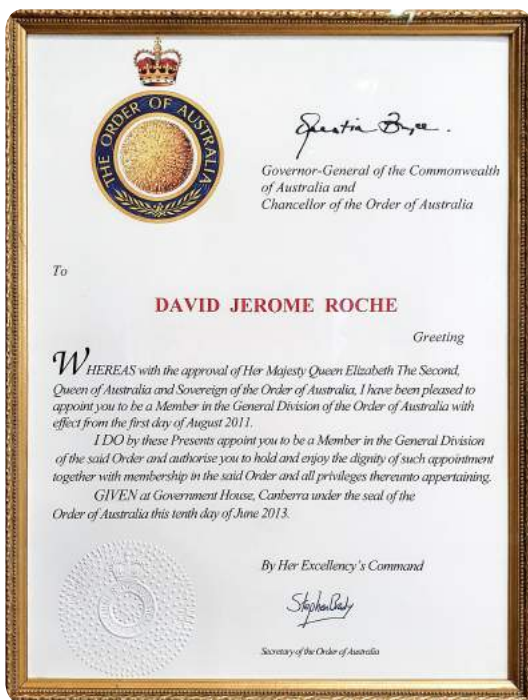 THE ORDER OF AUSTRALIA
Quentin Bryce.
Governor-General of the Commonwealth
of Australia and
Chancellor of the Order of Australia
To
DAVID JEROME ROCHE
Greeting
WHEREAS with the approval of Her Majesty Queen Elizabeth The Second,
Queen of Australia and Sovereign of the Order of Australia, I have been pleased to
appoint you to be a Member in the General Division of the Order of Australia with
effect from the first day of August 2011.
I DO by these Presents appoint you to be a Member in the General Division
of the said Order and authorise you to hold and enjoy the dignity of such appointment
together with membership in the said Order and all privileges thereunto appertaining.
GIVEN at Government House, Canberra under the seal of the
Order of Australia this tenth day of June 2013.
By Her Excellency's Command
Stephen Brady
Secretary of the Order of Australia